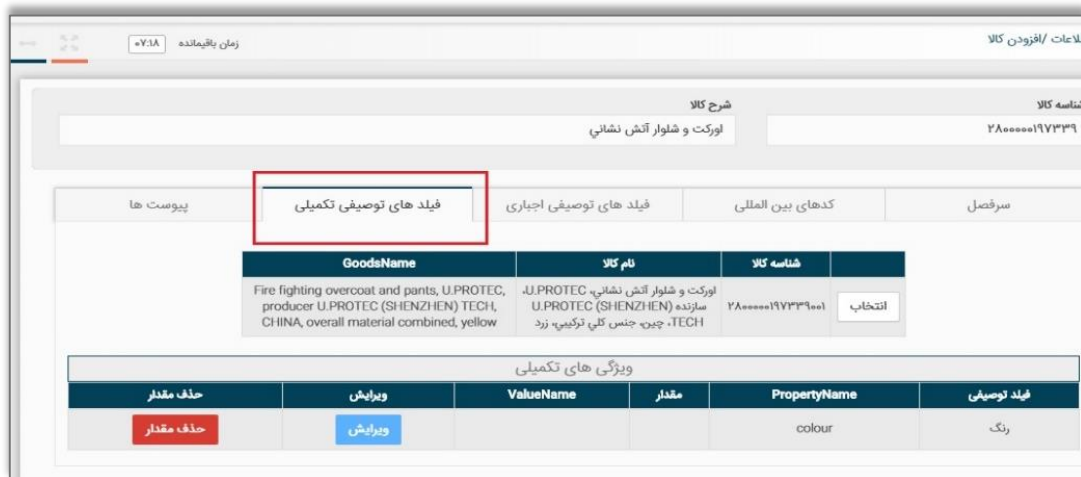 لاعات /افزودن کالا
زمان باقیمانده ۰۷:۱۸
شناسه کالا
شرح کالا
۲۸۰۰۰۰۰۱۹۷۳۳۹
اورکت و شلوار آتش نشاني
سرفصل
کدهای بین المللی
فیلد های توصیفی اجباری
فیلد های توصیفی تکمیلی
پیوست ها
شناسه کالا
نام کالا
GoodsName
انتخاب
۲۸۰۰۰۰۰۱۹۷۳۳۹۰۰۱
اورکت و شلوار آتش نشاني، U.PROTEC،
سازنده U.PROTEC (SHENZHEN)
TECH، چين، جنس کلي ترکيبي، زرد
Fire fighting overcoat and pants, U.PROTEC,
producer U.PROTEC (SHENZHEN) TECH,
CHINA, overall material combined, yellow
ویژگی های تکمیلی
فیلد توصیفی
PropertyName
مقدار
ValueName
ویرایش
حذف مقدار
رنگ
colour
ویرایش
حذف مقدار